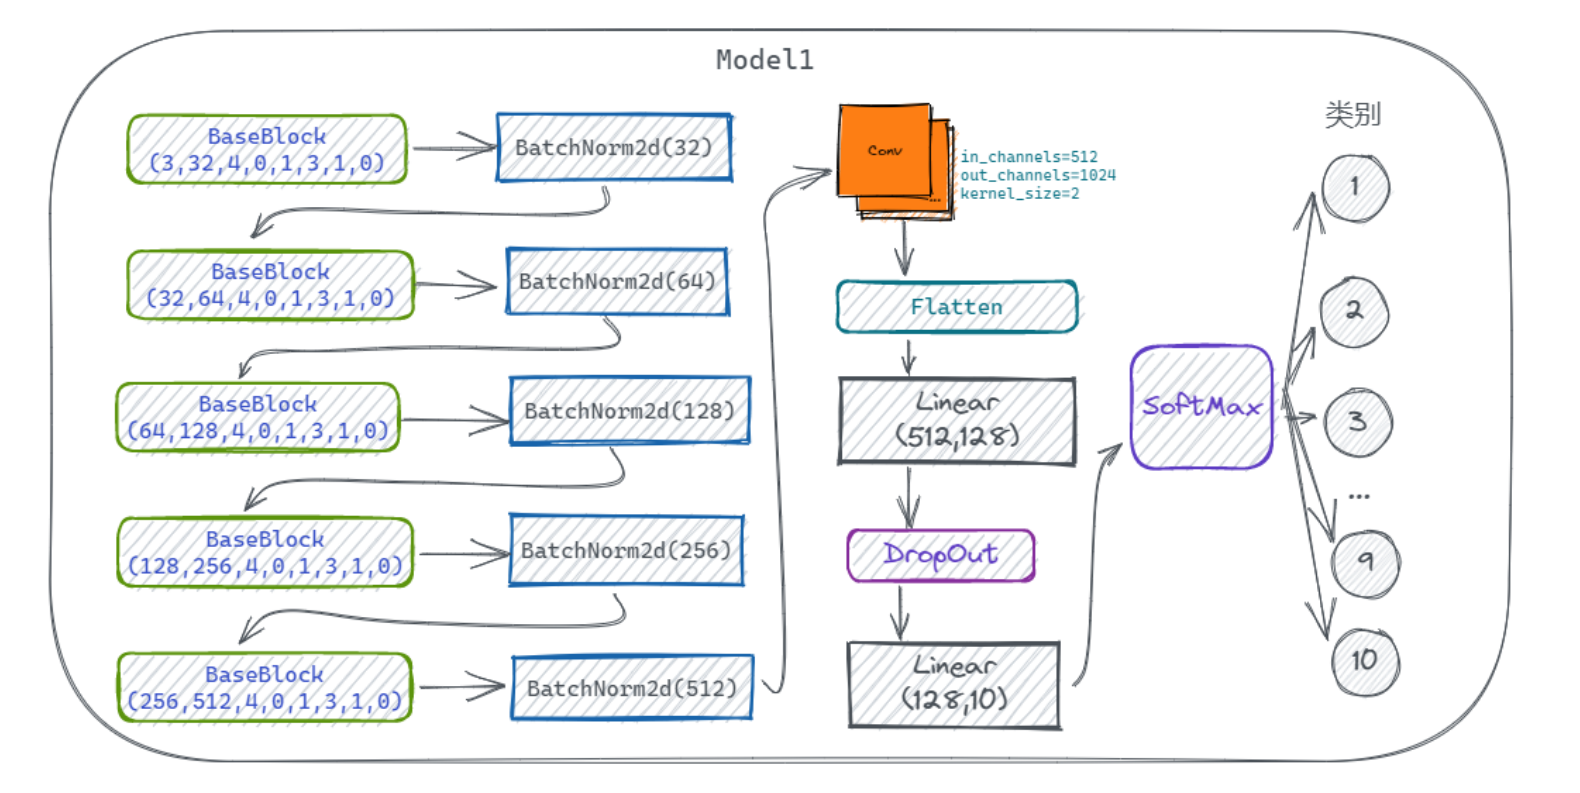 Model1
BaseBlock
(3,32,4,0,1,3,1,0)
BatchNorm2d(32)
BaseBlock
(32,64,4,0,1,3,1,0)
BatchNorm2d(64)
BaseBlock
(64,128,4,0,1,3,1,0)
BatchNorm2d(128)
BaseBlock
(128,256,4,0,1,3,1,0)
BatchNorm2d(256)
BaseBlock
(256,512,4,0,1,3,1,0)
BatchNorm2d(512)
Conv
...
in_channels=512
out_channels=1024
kernel_size=2
Flatten
Linear
(512,128)
DropOut
Linear
(128,10)
SoftMax
类别
1
2
3
...
9
10